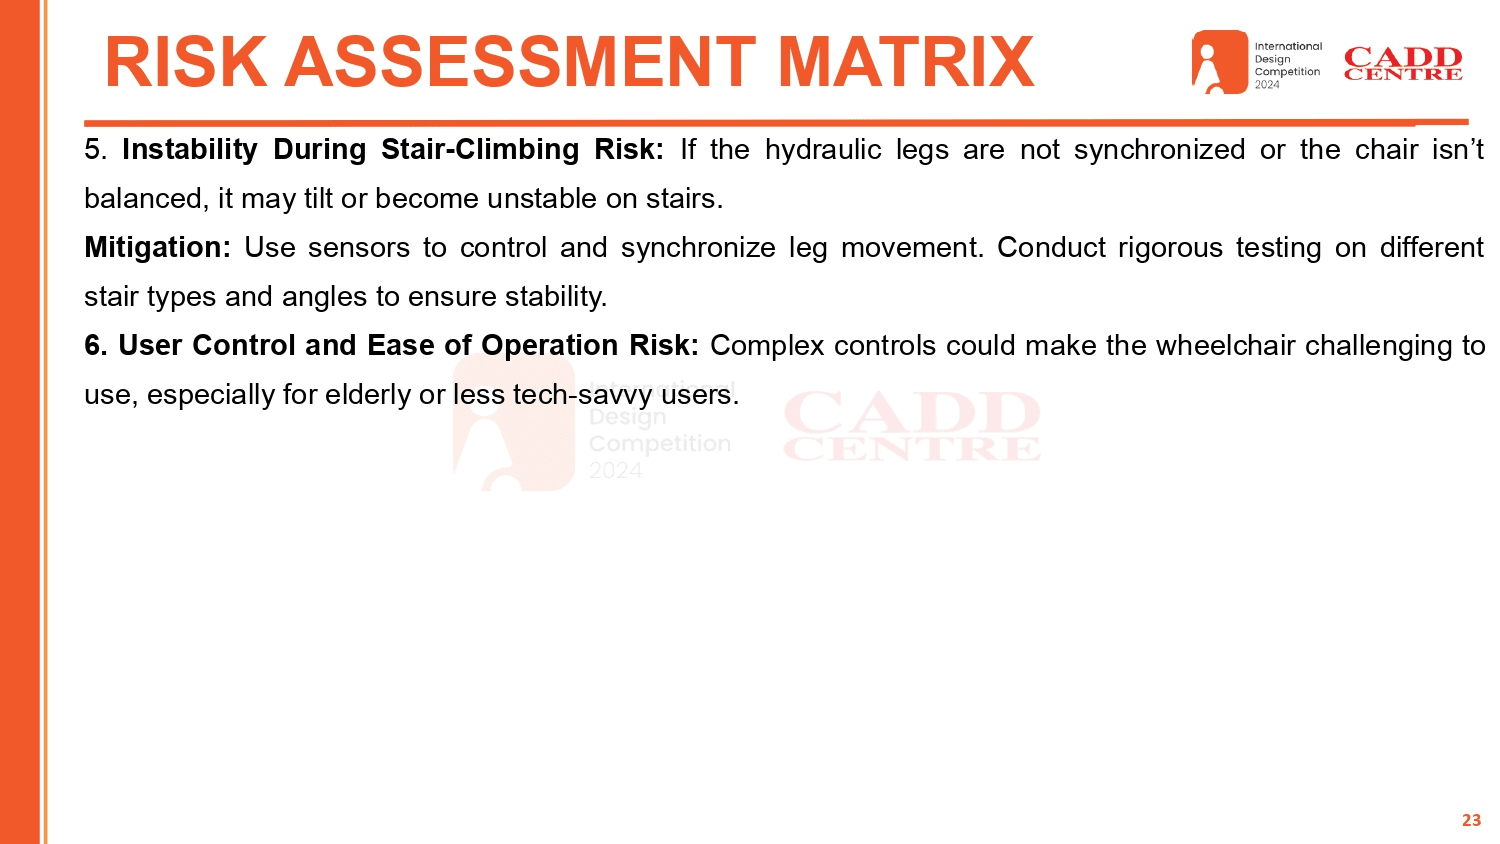 RISK ASSESSMENT MATRIX
International
Design
Competition
2024
CADD
CENTRE
5. Instability During Stair-Climbing Risk: If the hydraulic legs are not synchronized or the chair isn’t
balanced, it may tilt or become unstable on stairs.
Mitigation: Use sensors to control and synchronize leg movement. Conduct rigorous testing on different
stair types and angles to ensure stability.
6. User Control and Ease of Operation Risk: Complex controls could make the wheelchair challenging to
use, especially for elderly or less tech-savvy users.
International
Design
Competition
2024
CADD
CENTRE
23